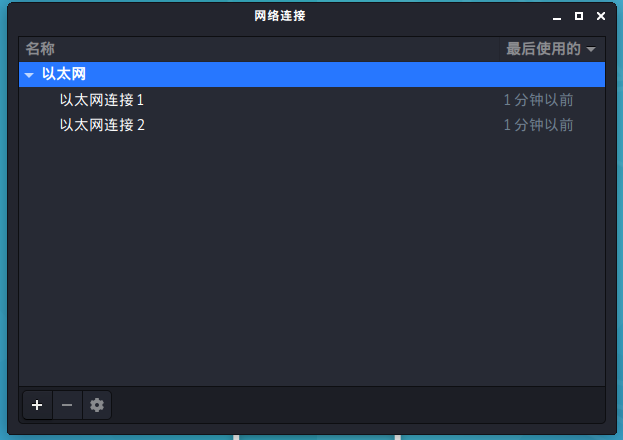 网络连接
名称 最后使用的
以太网
以太网连接 1 1 分钟以前
以太网连接 2 1 分钟以前